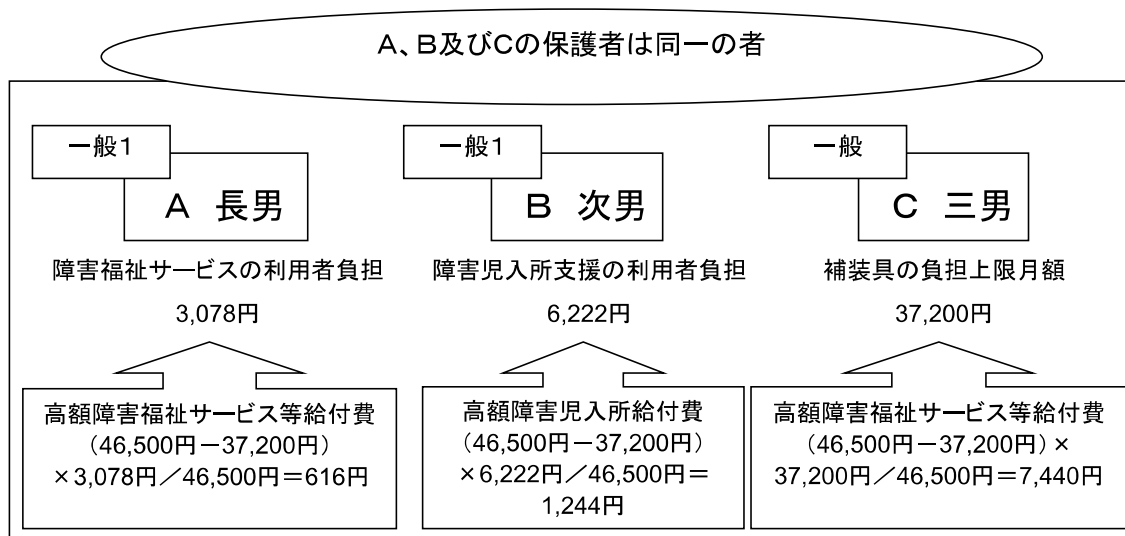 A、B及びCの保護者は同一の者
一般1
A 長男
障害福祉サービスの利用者負担
3,078円
高額障害福祉サービス等給付費
(46,500円－37,200円)
×3,078円／46,500円＝616円
一般1
B 次男
障害児入所支援の利用者負担
6,222円
高額障害児入所給付費
(46,500円－37,200円)
×6,222円／46,500円＝
1,244円
一般
C 三男
補装具の負担上限月額
37,200円
高額障害福祉サービス等給付費
(46,500円－37,200円)×
37,200円／46,500円＝7,440円